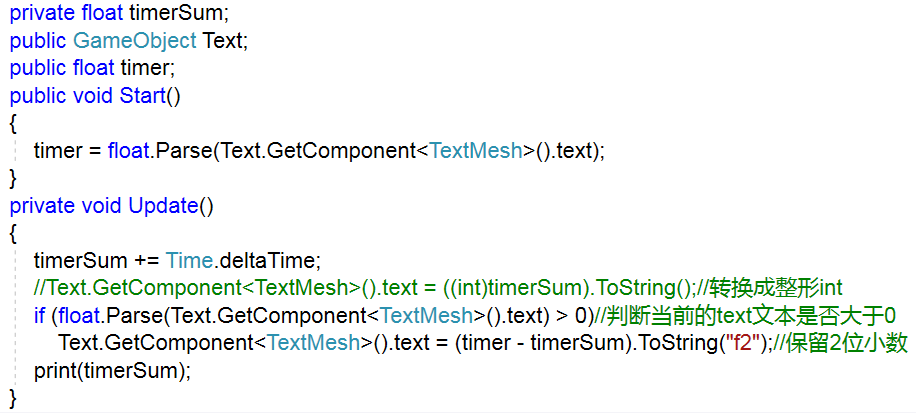 private float timerSum;
public GameObject Text;
public float timer;
public void Start()
{
timer = float.Parse(Text.GetComponent<TextMesh>().text);
}
private void Update()
{
timerSum += Time.deltaTime;
//Text.GetComponent<TextMesh>().text = ((int)timerSum).ToString();//转换成整形int
if (float.Parse(Text.GetComponent<TextMesh>().text) > 0)//判断当前的text文本是否大于0
Text.GetComponent<TextMesh>().text = (timer - timerSum).ToString("f2");//保留2位小数
print(timerSum);
}